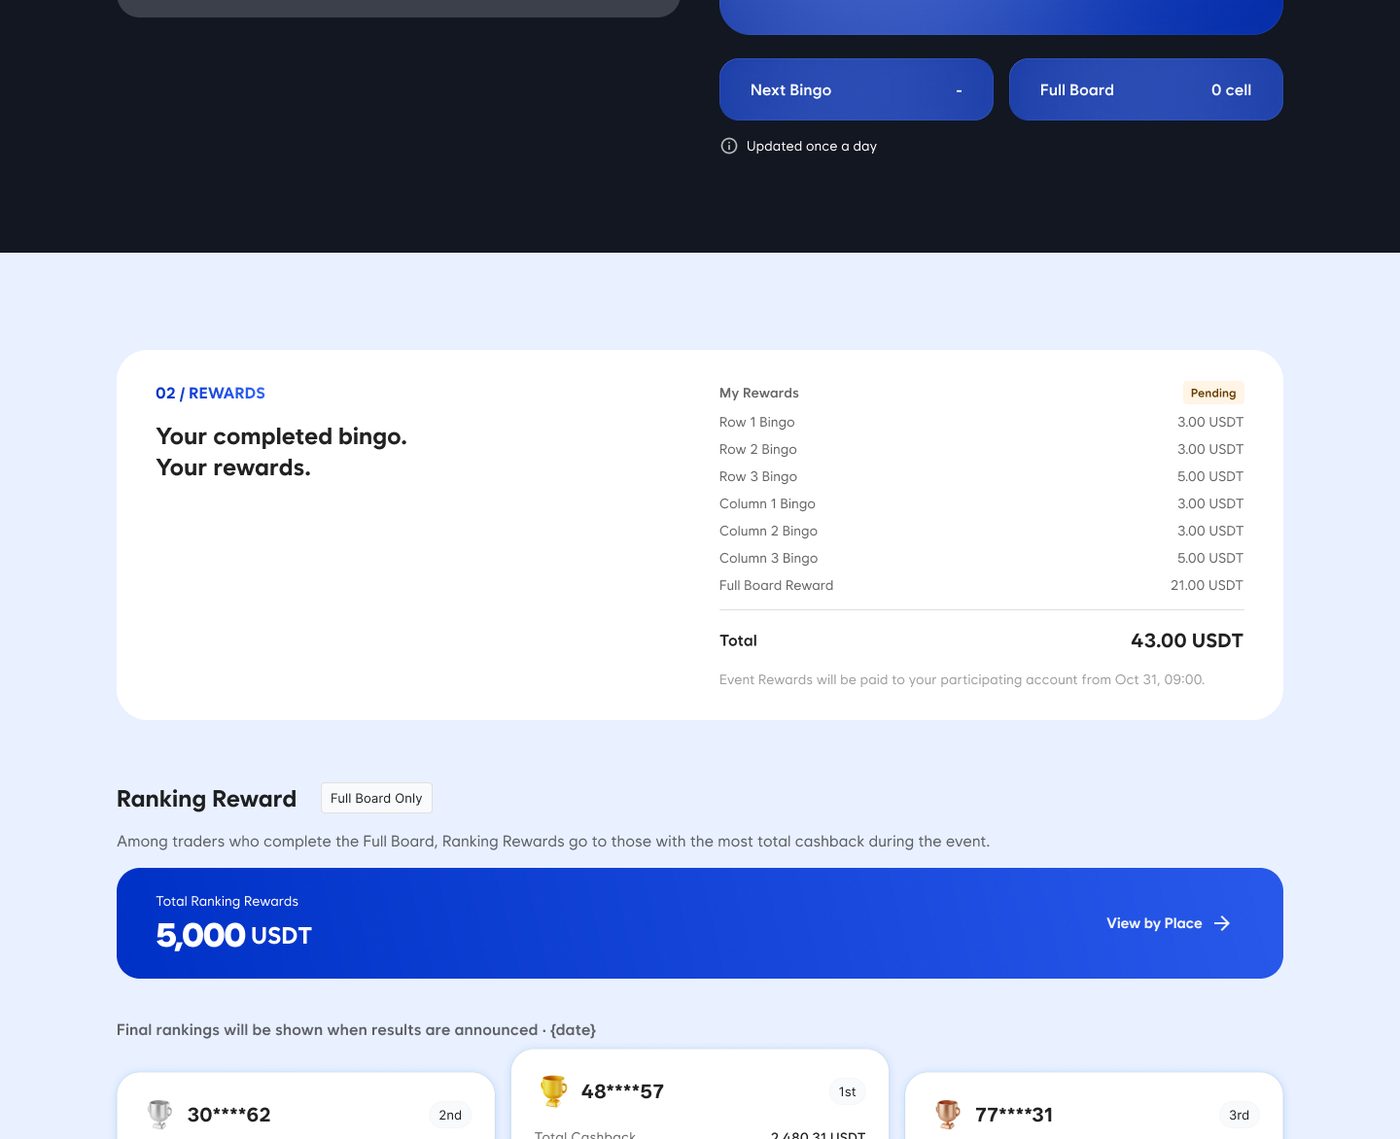 Next Bingo -
Full Board 0 cell
Updated once a day
02 / REWARDS
Your completed bingo.
Your rewards.
My Rewards Pending
Row 1 Bingo 3.00 USDT
Row 2 Bingo 3.00 USDT
Row 3 Bingo 5.00 USDT
Column 1 Bingo 3.00 USDT
Column 2 Bingo 3.00 USDT
Column 3 Bingo 5.00 USDT
Full Board Reward 21.00 USDT
Total 43.00 USDT
Event Rewards will be paid to your participating account from Oct 31, 09:00.
Ranking Reward Full Board Only
Among traders who complete the Full Board, Ranking Rewards go to those with the most total cashback during the event.
Total Ranking Rewards
5,000 USDT
View by Place
Final rankings will be shown when results are announced · {date}
30****62 2nd
48****57 1st
Total Cashback 2,480.31 USDT
77****31 3rd